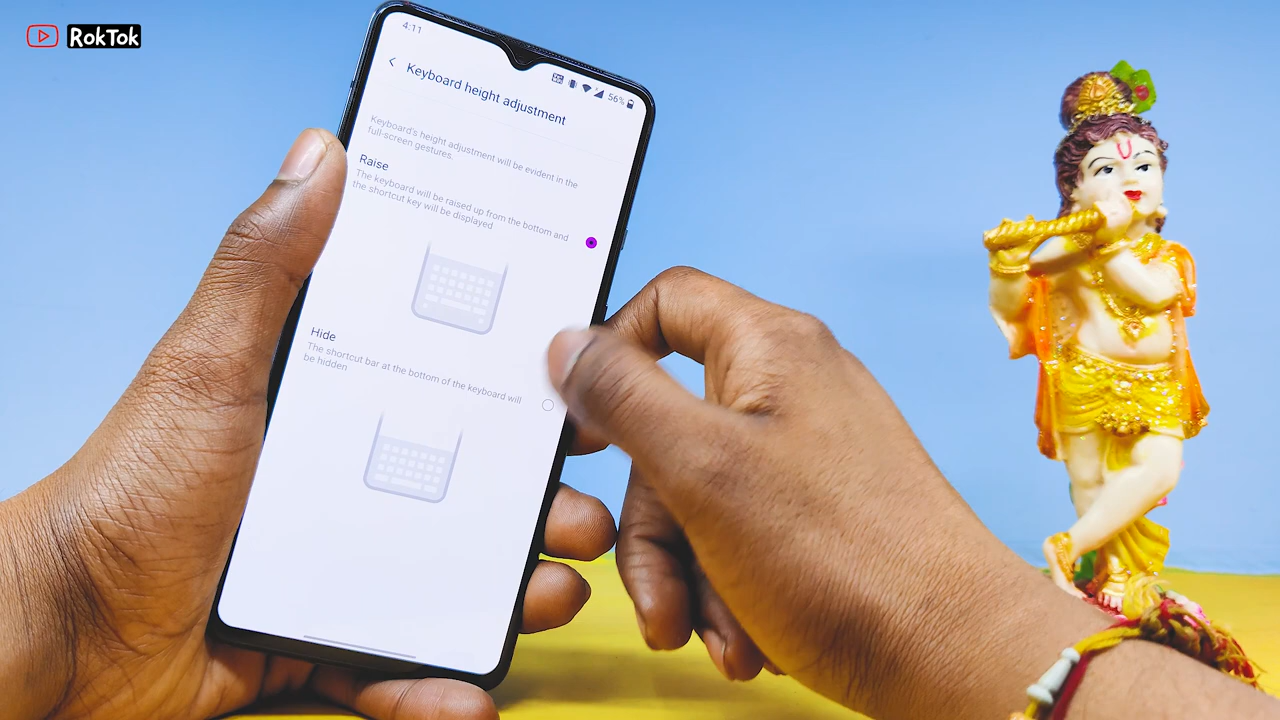 RokTok
4:11
56%
Keyboard height adjustment
Keyboard's height adjustment will be evident in the
full-screen gestures.
Raise
The keyboard will be raised up from the bottom and
the shortcut key will be displayed
Hide
The shortcut bar at the bottom of the keyboard will
be hidden